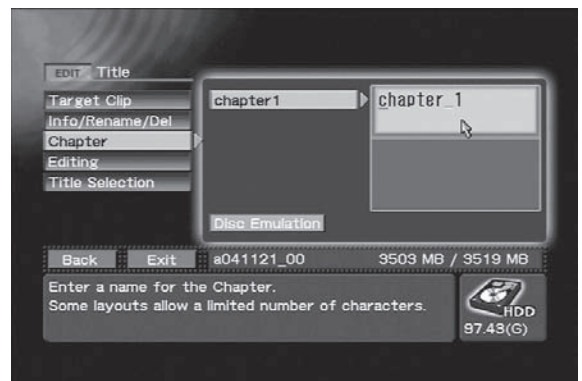 EDIT Title
Target Clip
Info/Rename/Del
Chapter
Editing
Title Selection
chapter1
chapter_1
Disc Emulation
Back Exit a041121_00 3503 MB / 3519 MB
Enter a name for the Chapter.
Some layouts allow a limited number of characters.
HDD
97.43(G)